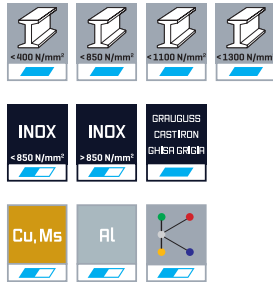 <400 N/mm² <850 N/mm² <1100 N/mm² <1300 N/mm²
INOX
<850 N/mm²
INOX
>850 N/mm²
GRAUGUSS
CAST IRON
GHISA GRIGIA
Cu, Ms
Al